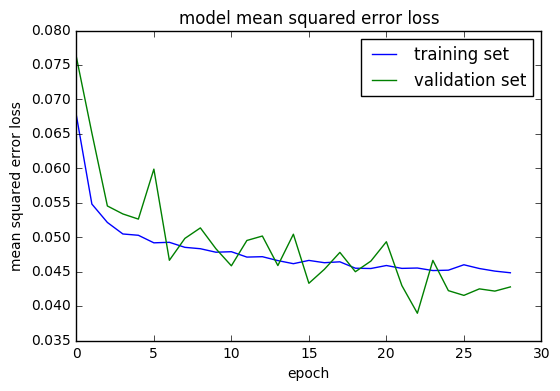 model mean squared error loss
0.080
0.075
0.070
0.065
0.060
0.055
0.050
0.045
0.040
0.035
mean squared error loss
training set
validation set
0 5 10 15 20 25 30
epoch